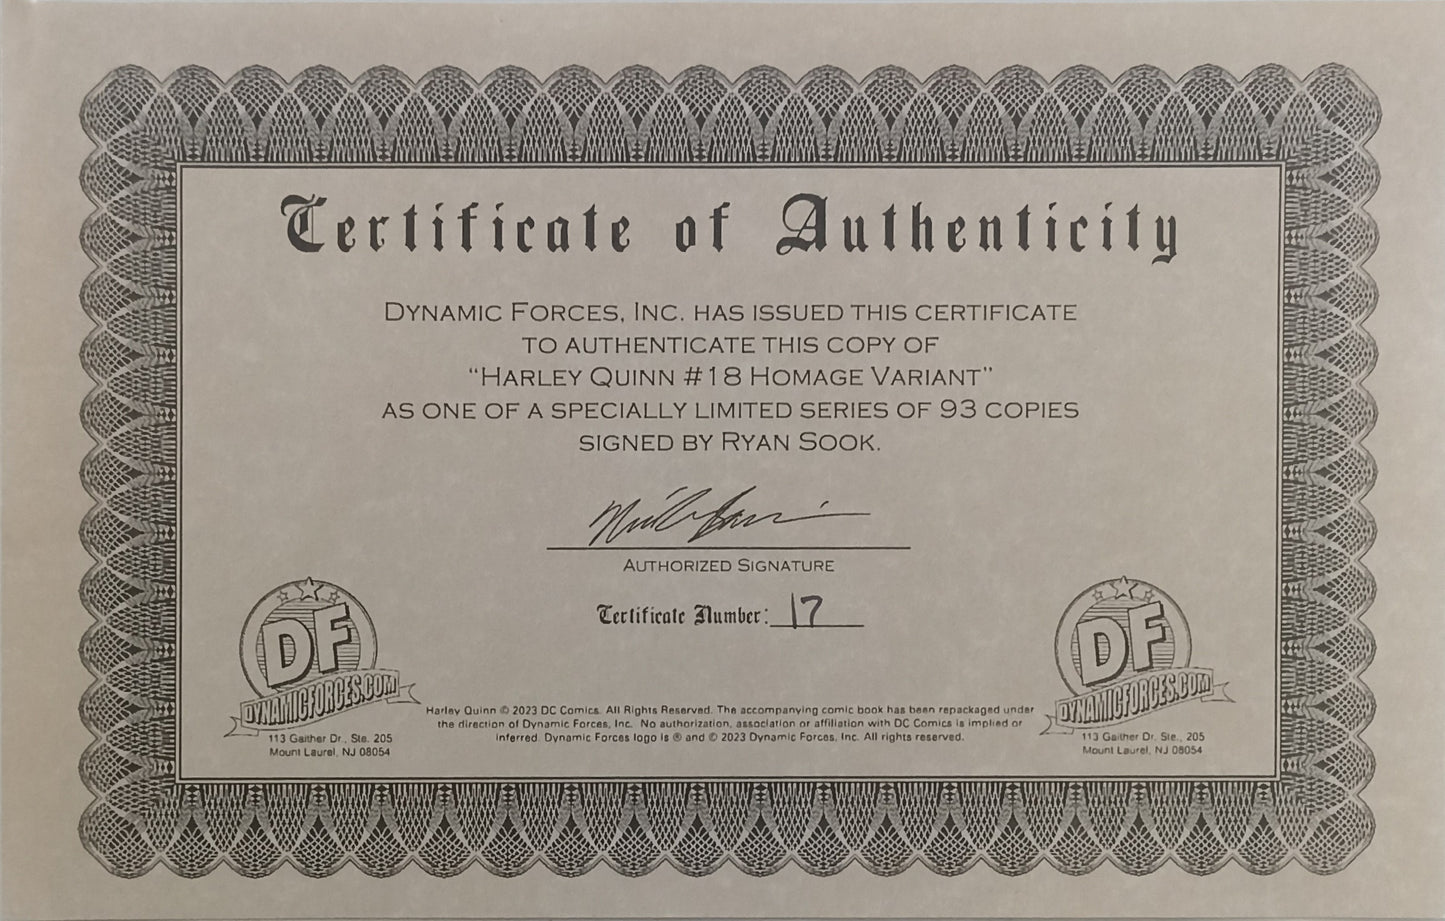 Certificate of Authenticity
DYNAMIC FORCES, INC. HAS ISSUED THIS CERTIFICATE
TO AUTHENTICATE THIS COPY OF
“HARLEY QUINN #18 HOMAGE VARIANT”
AS ONE OF A SPECIALLY LIMITED SERIES OF 93 COPIES
SIGNED BY RYAN SOOK.
AUTHORIZED SIGNATURE
Certificate Number: 17
DF
DYNAMICFORCES.COM
113 Gaither Dr., Ste. 205
Mount Laurel, NJ 08054
Harley Quinn © 2023 DC Comics. All Rights Reserved. The accompanying comic book has been repackaged under
the direction of Dynamic Forces, Inc. No authorization, association or affiliation with DC Comics is implied or
inferred. Dynamic Forces logo is ® and © 2023 Dynamic Forces, Inc. All rights reserved.
DF
DYNAMICFORCES.COM
113 Gaither Dr. Ste., 205
Mount Laurel, NJ 08054